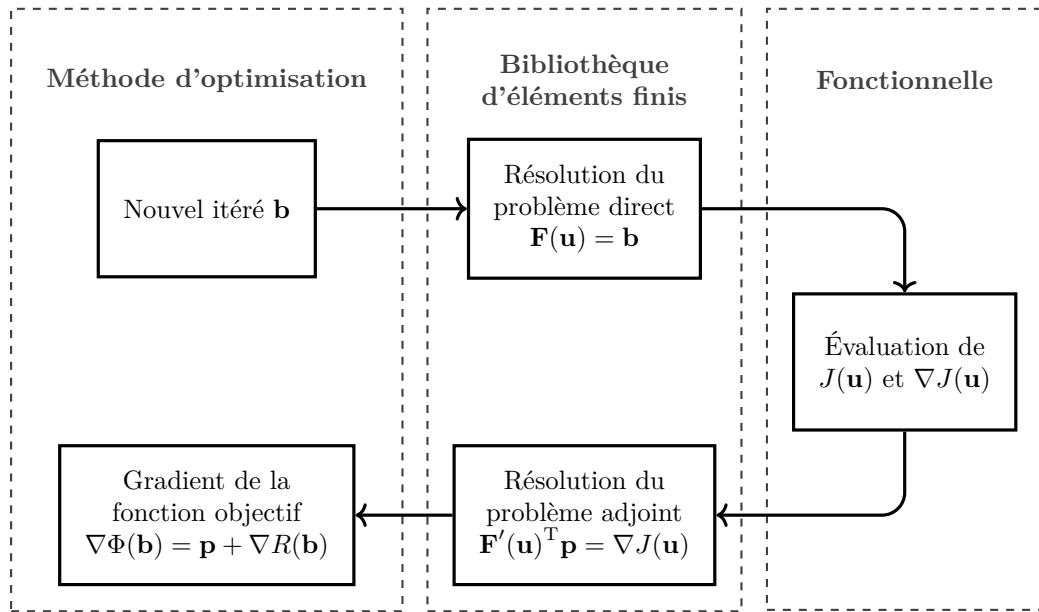 Méthode d'optimisation
Bibliothèque
d'éléments finis
Fonctionnelle
Nouvel itéré b
Résolution du
problème direct
F(u) = b
Évaluation de
J(u) et ∇J(u)
Résolution du
problème adjoint
F′(u)ᵀp = ∇J(u)
Gradient de la
fonction objectif
∇Φ(b) = p + ∇R(b)